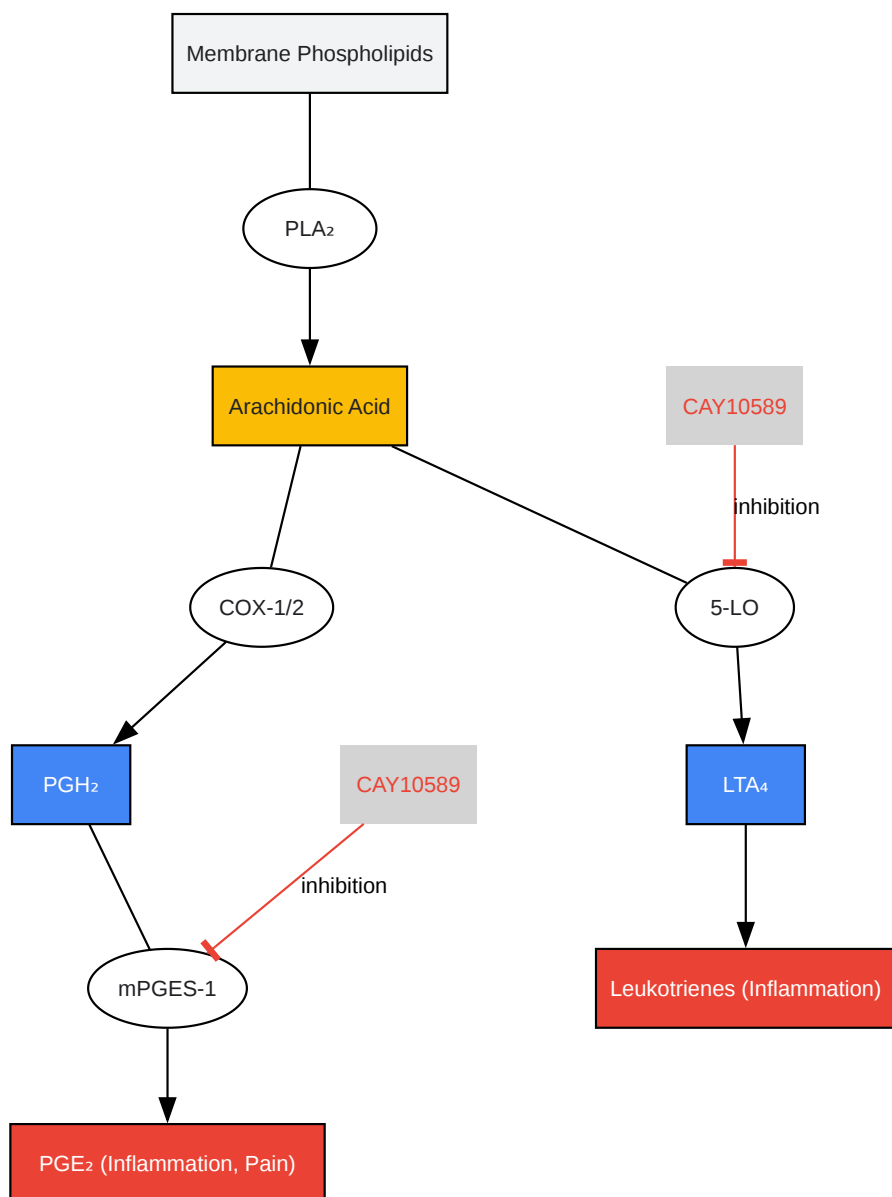 Membrane Phospholipids
PLA₂
Arachidonic Acid
CAY10589
inhibition
COX-1/2
5-LO
PGH₂
CAY10589
LTA₄
inhibition
mPGES-1
Leukotrienes (Inflammation)
PGE₂ (Inflammation, Pain)